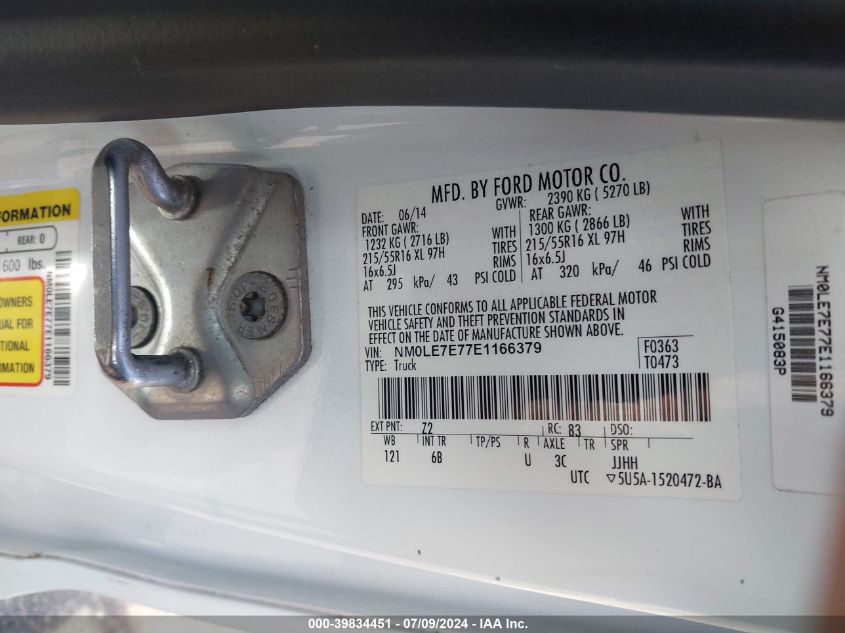 FORMATION
REAR: 0
600 lbs.
OWNERS
UAL FOR
TIONAL
MATION
NM0LE7E77E1166379
MFD. BY FORD MOTOR CO.
DATE: 06/14 GVWR: 2390 KG ( 5270 LB)
FRONT GAWR: WITH REAR GAWR: WITH
1232 KG ( 2716 LB) TIRES 1300 KG ( 2866 LB) TIRES
215/55R16 XL 97H RIMS 215/55R16 XL 97H RIMS
16x6.5J 16x6.5J
AT 295 kPa/ 43 PSI COLD AT 320 kPa/ 46 PSI COLD
THIS VEHICLE CONFORMS TO ALL APPLICABLE FEDERAL MOTOR
VEHICLE SAFETY AND THEFT PREVENTION STANDARDS IN
EFFECT ON THE DATE OF MANUFACTURE SHOWN ABOVE.
VIN: NM0LE7E77E1166379 F0363
TYPE: Truck T0473
EXT PNT: Z2 RC: 83 DSO:
WB INT TR TP/PS R AXLE TR SPR
121 6B U 3C JJHH
UTC ▽5U5A-1520472-BA
NM0LE7E77E1166379
G415083P
000-39834451 - 07/09/2024 - IAA Inc.